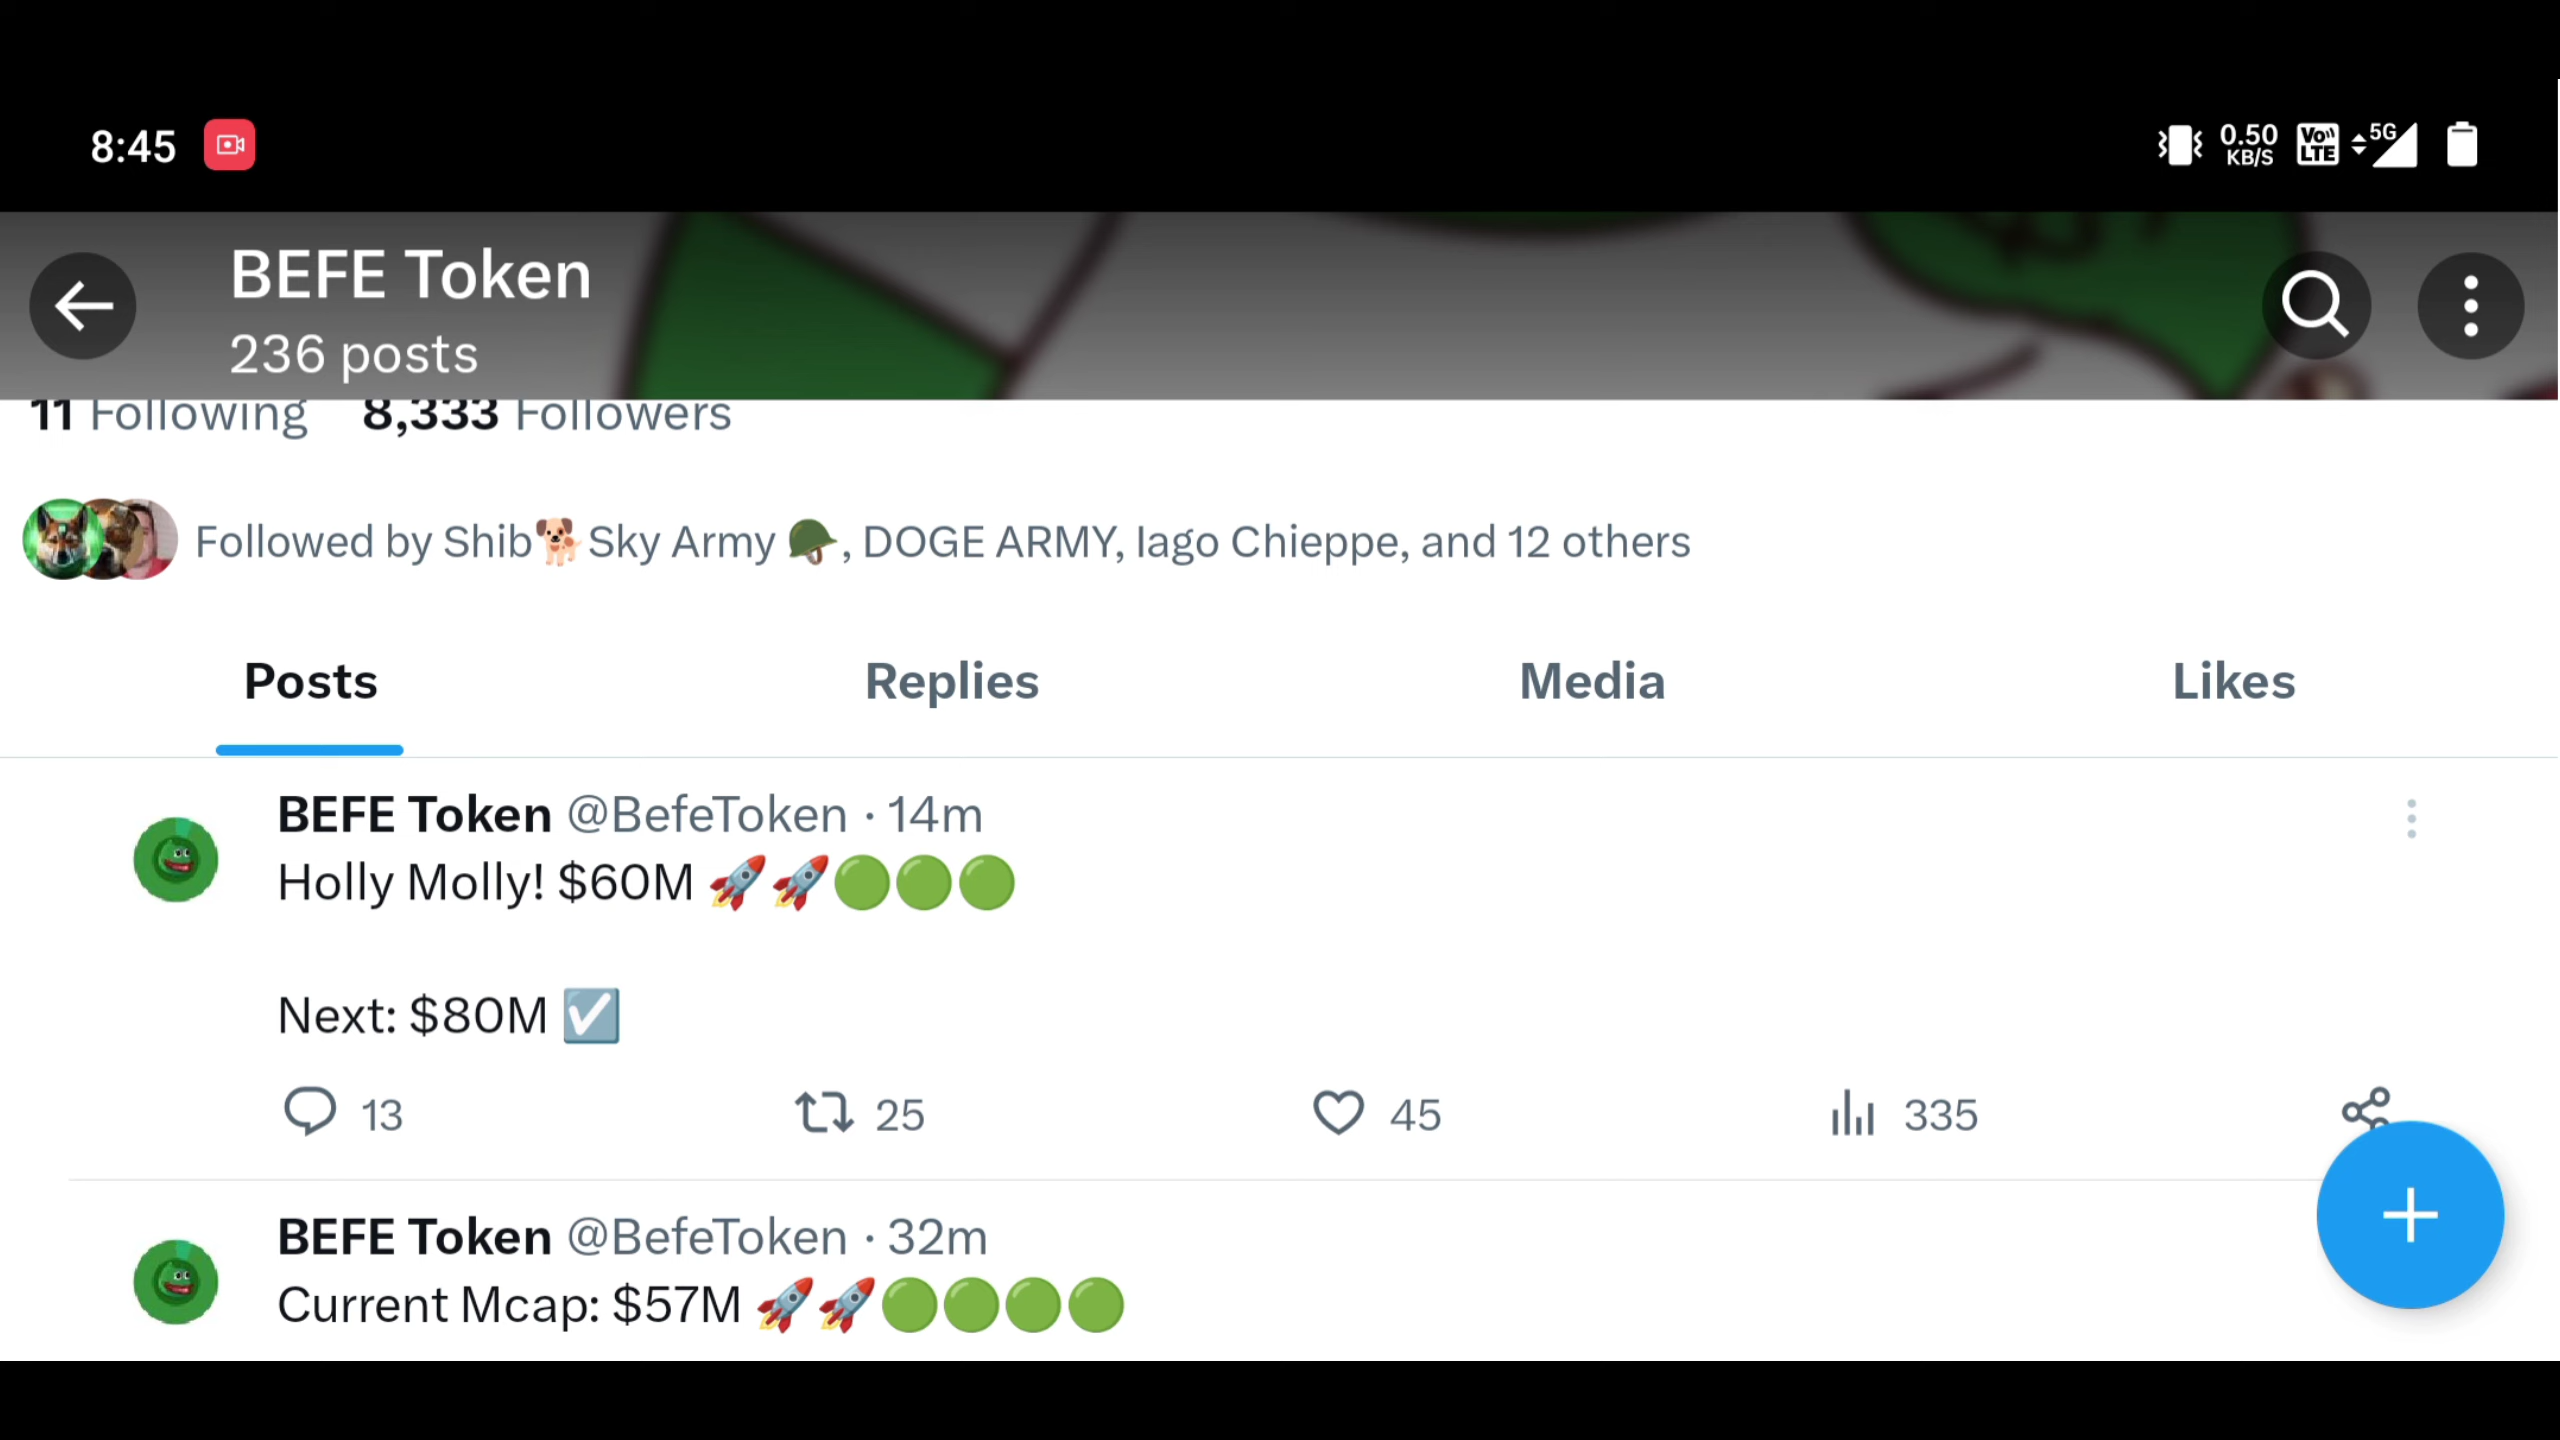 8:45
0.50
KB/S
Vo
LTE
5G
BEFE Token
236 posts
11 Following 8,333 Followers
Followed by Shib🐕Sky Army 🪖, DOGE ARMY, Iago Chieppe, and 12 others
Posts Replies Media Likes
BEFE Token @BefeToken · 14m
Holly Molly! $60M 🚀🚀🟢🟢🟢
Next: $80M ☑️
13 25 45 335
BEFE Token @BefeToken · 32m
Current Mcap: $57M 🚀🚀🟢🟢🟢🟢